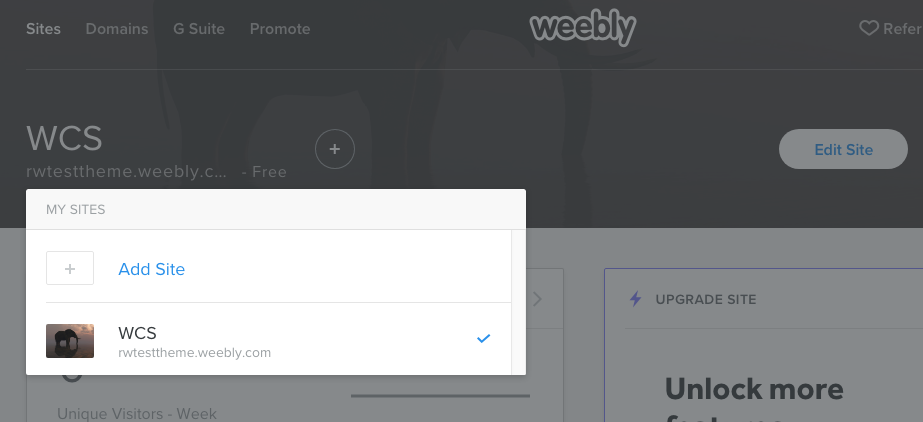 Sites Domains G Suite Promote weebly Refer
WCS
rwtesttheme.weebly.c... - Free
+
Edit Site
MY SITES
+ Add Site
WCS
rwtesttheme.weebly.com
UPGRADE SITE
Unique Visitors - Week
Unlock more